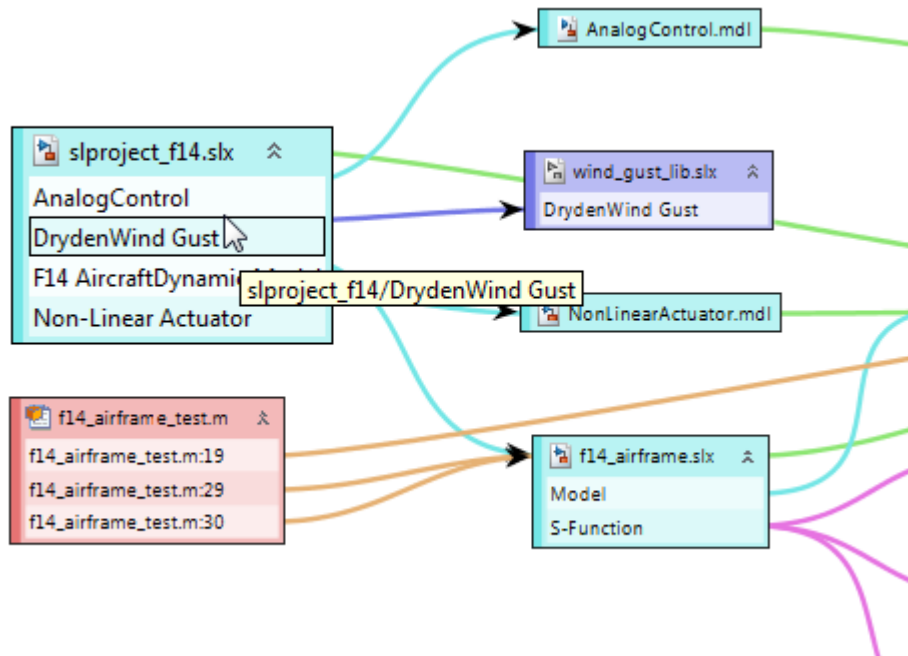 AnalogControl.mdl
slproject_f14.slx
AnalogControl
DrydenWind Gust
F14 AircraftDynamic
Non-Linear Actuator
slproject_f14/DrydenWind Gust
wind_gust_lib.slx
DrydenWind Gust
NonLinearActuator.mdl
f14_airframe_test.m
f14_airframe_test.m:19
f14_airframe_test.m:29
f14_airframe_test.m:30
f14_airframe.slx
Model
S-Function